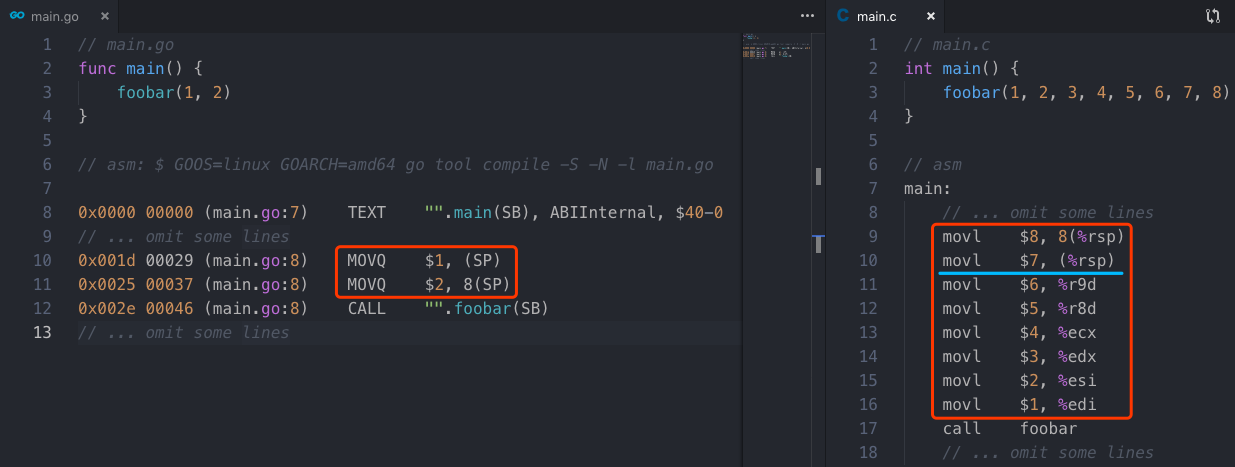 GO main.go ×
1 // main.go
2 func main() {
3     foobar(1, 2)
4 }
5
6 // asm: $ GOOS=linux GOARCH=amd64 go tool compile -S -N -l main.go
7
8 0x0000 00000 (main.go:7)    TEXT    "".main(SB), ABIInternal, $40-0
9 // ... omit some lines
10 0x001d 00029 (main.go:8)    MOVQ    $1, (SP)
11 0x0025 00037 (main.go:8)    MOVQ    $2, 8(SP)
12 0x002e 00046 (main.go:8)    CALL    "".foobar(SB)
13 // ... omit some lines
C main.c ×
1 // main.c
2 int main() {
3     foobar(1, 2, 3, 4, 5, 6, 7, 8)
4 }
5
6 // asm
7 main:
8     // ... omit some lines
9     movl    $8, 8(%rsp)
10     movl    $7, (%rsp)
11     movl    $6, %r9d
12     movl    $5, %r8d
13     movl    $4, %ecx
14     movl    $3, %edx
15     movl    $2, %esi
16     movl    $1, %edi
17     call    foobar
18     // ... omit some lines